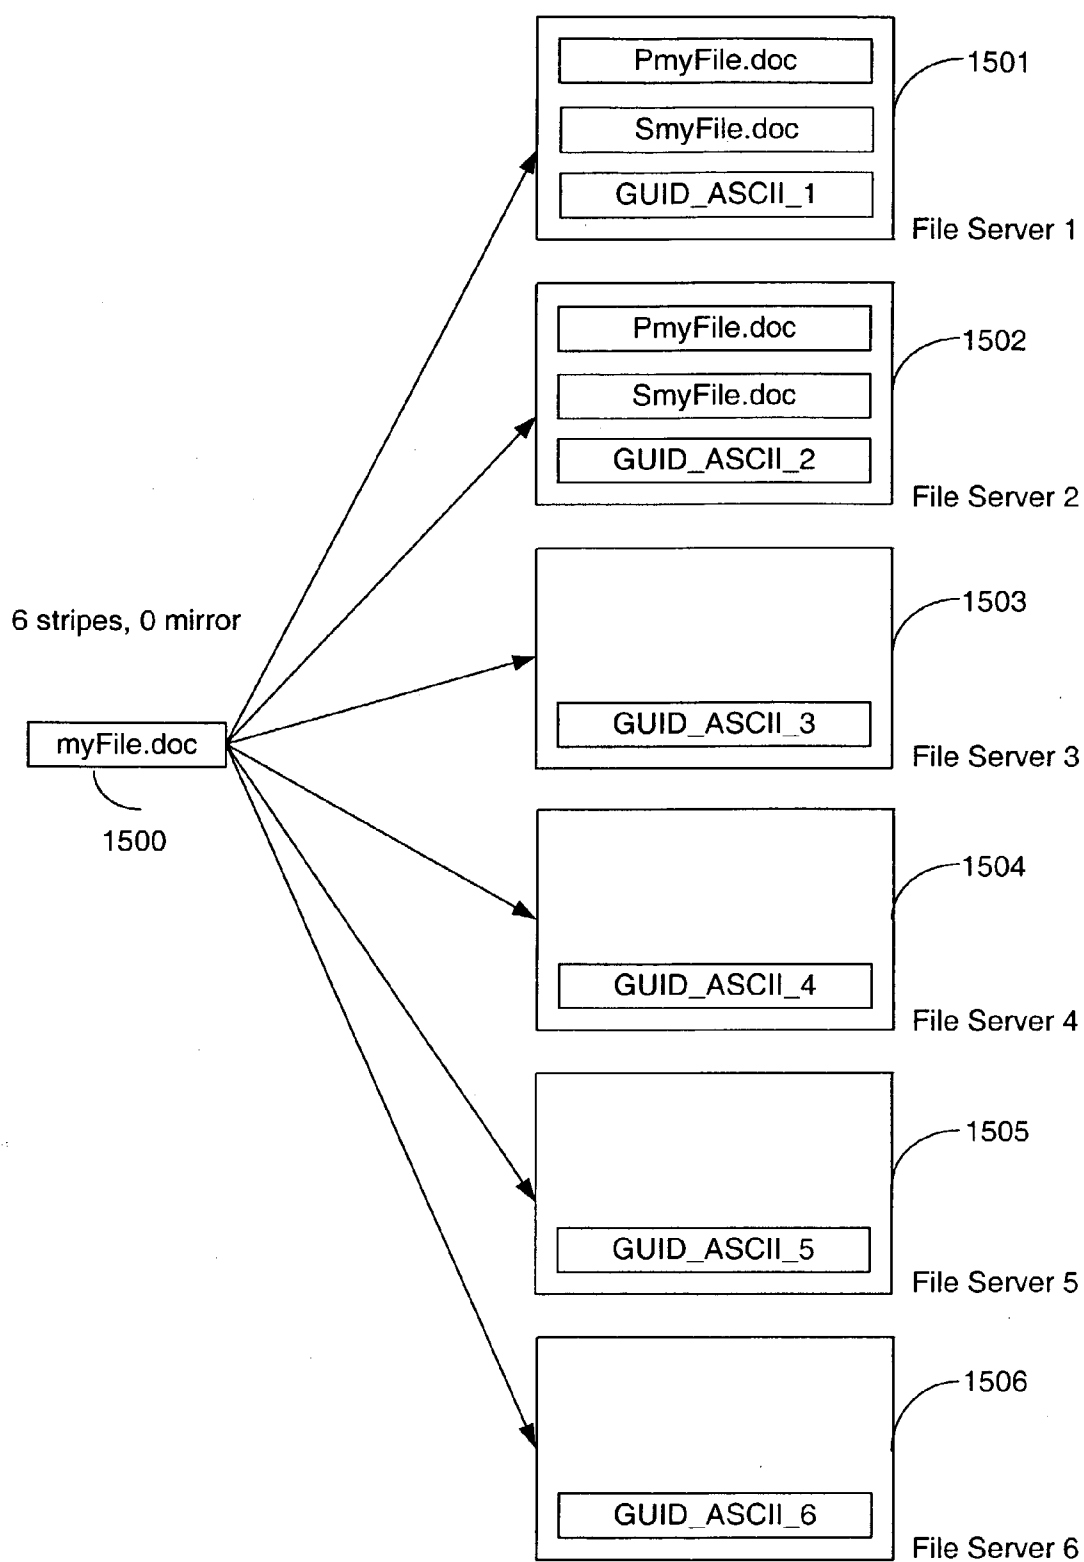 PmyFile.doc
1501
SmyFile.doc
GUID_ASCII_1
File Server 1
PmyFile.doc
1502
SmyFile.doc
GUID_ASCII_2
File Server 2
6 stripes, 0 mirror
1503
GUID_ASCII_3
myFile.doc
File Server 3
1500
1504
GUID_ASCII_4
File Server 4
1505
GUID_ASCII_5
File Server 5
1506
GUID_ASCII_6
File Server 6